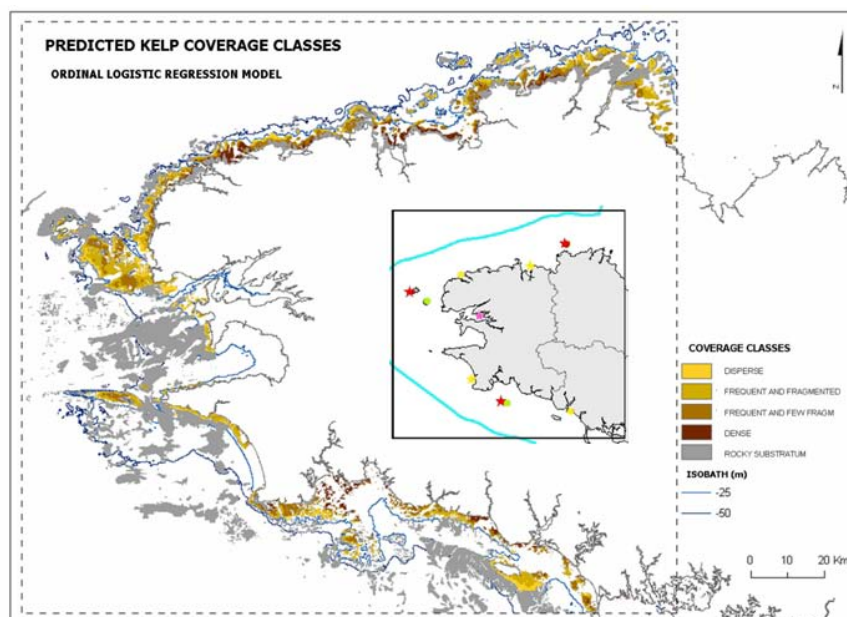 PREDICTED KELP COVERAGE CLASSES
ORDINAL LOGISTIC REGRESSION MODEL
N
COVERAGE CLASSES
DISPERSE
FREQUENT AND FRAGMENTED
FREQUENT AND FEW FRAGM
DENSE
ROCKY SUBSTRATUM
ISOBATH (m)
-25
-50
0 10 20 Km